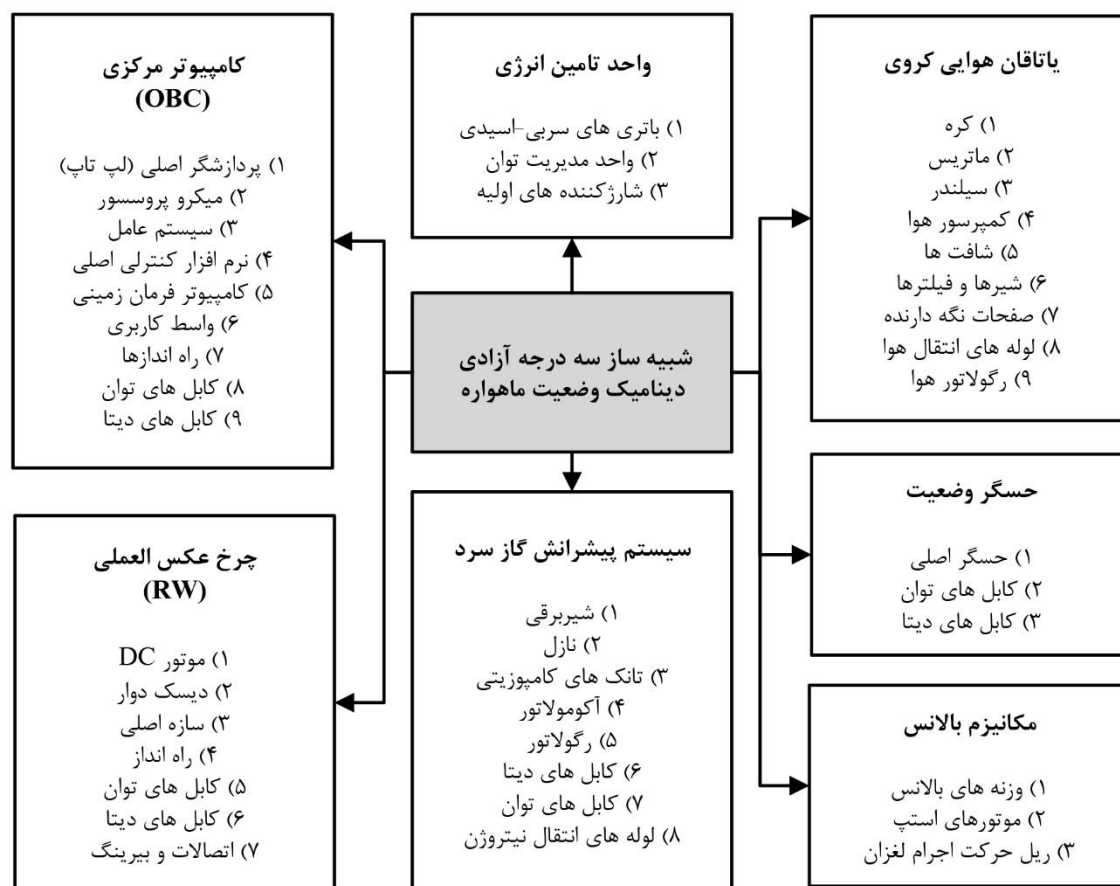 یاتاقان هوایی کروی
۱) کره
۲) ماتریس
۳) سیلندر
۴) کمپرسور هوا
۵) شافت ها
۶) شیرها و فیلترها
۷) صفحات نگه دارنده
۸) لوله های انتقال هوا
۹) رگولاتور هوا
واحد تامین انرژی
۱) باتری های سربی-اسیدی
۲) واحد مدیریت توان
۳) شارژکننده های اولیه
کامپیوتر مرکزی
(OBC)
۱) پردازشگر اصلی (لپ تاپ)
۲) میکرو پروسسور
۳) سیستم عامل
۴) نرم افزار کنترلی اصلی
۵) کامپیوتر فرمان زمینی
۶) واسط کاربری
۷) راه اندازها
۸) کابل های توان
۹) کابل های دیتا
شبیه ساز سه درجه آزادی
دینامیک وضعیت ماهواره
حسگر وضعیت
۱) حسگر اصلی
۲) کابل های توان
۳) کابل های دیتا
سیستم پیشرانش گاز سرد
۱) شیربرقی
۲) نازل
۳) تانک های کامپوزیتی
۴) آکومولاتور
۵) رگولاتور
۶) کابل های دیتا
۷) کابل های توان
۸) لوله های انتقال نیتروژن
چرخ عکس العملی
(RW)
۱) موتور DC
۲) دیسک دوار
۳) سازه اصلی
۴) راه انداز
۵) کابل های توان
۶) کابل های دیتا
۷) اتصالات و بیرینگ
مکانیزم بالانس
۱) وزنه های بالانس
۲) موتورهای استپ
۳) ریل حرکت اجرام لغزان